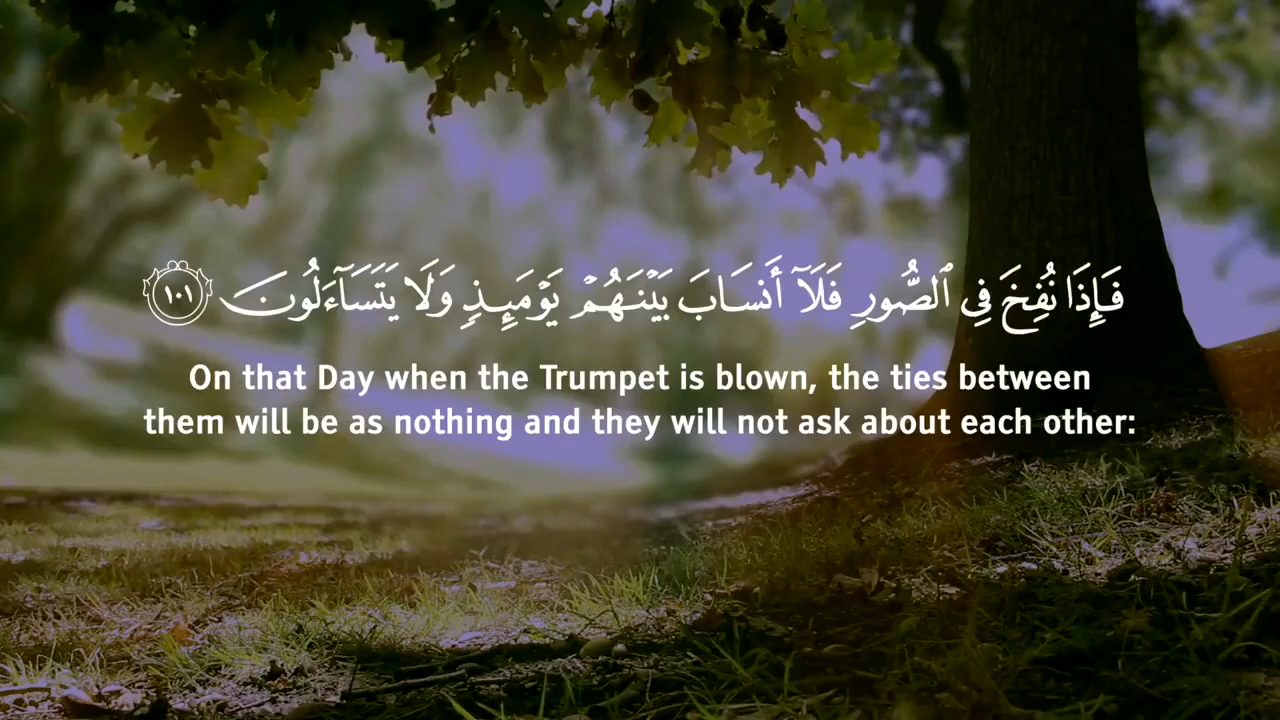 فَإِذَا نُفِخَ فِي ٱلصُّورِ فَلَآ أَنسَابَ بَيْنَهُمْ يَوْمَئِذٍ وَلَا يَتَسَآءَلُونَ ١٠١
On that Day when the Trumpet is blown, the ties between
them will be as nothing and they will not ask about each other: